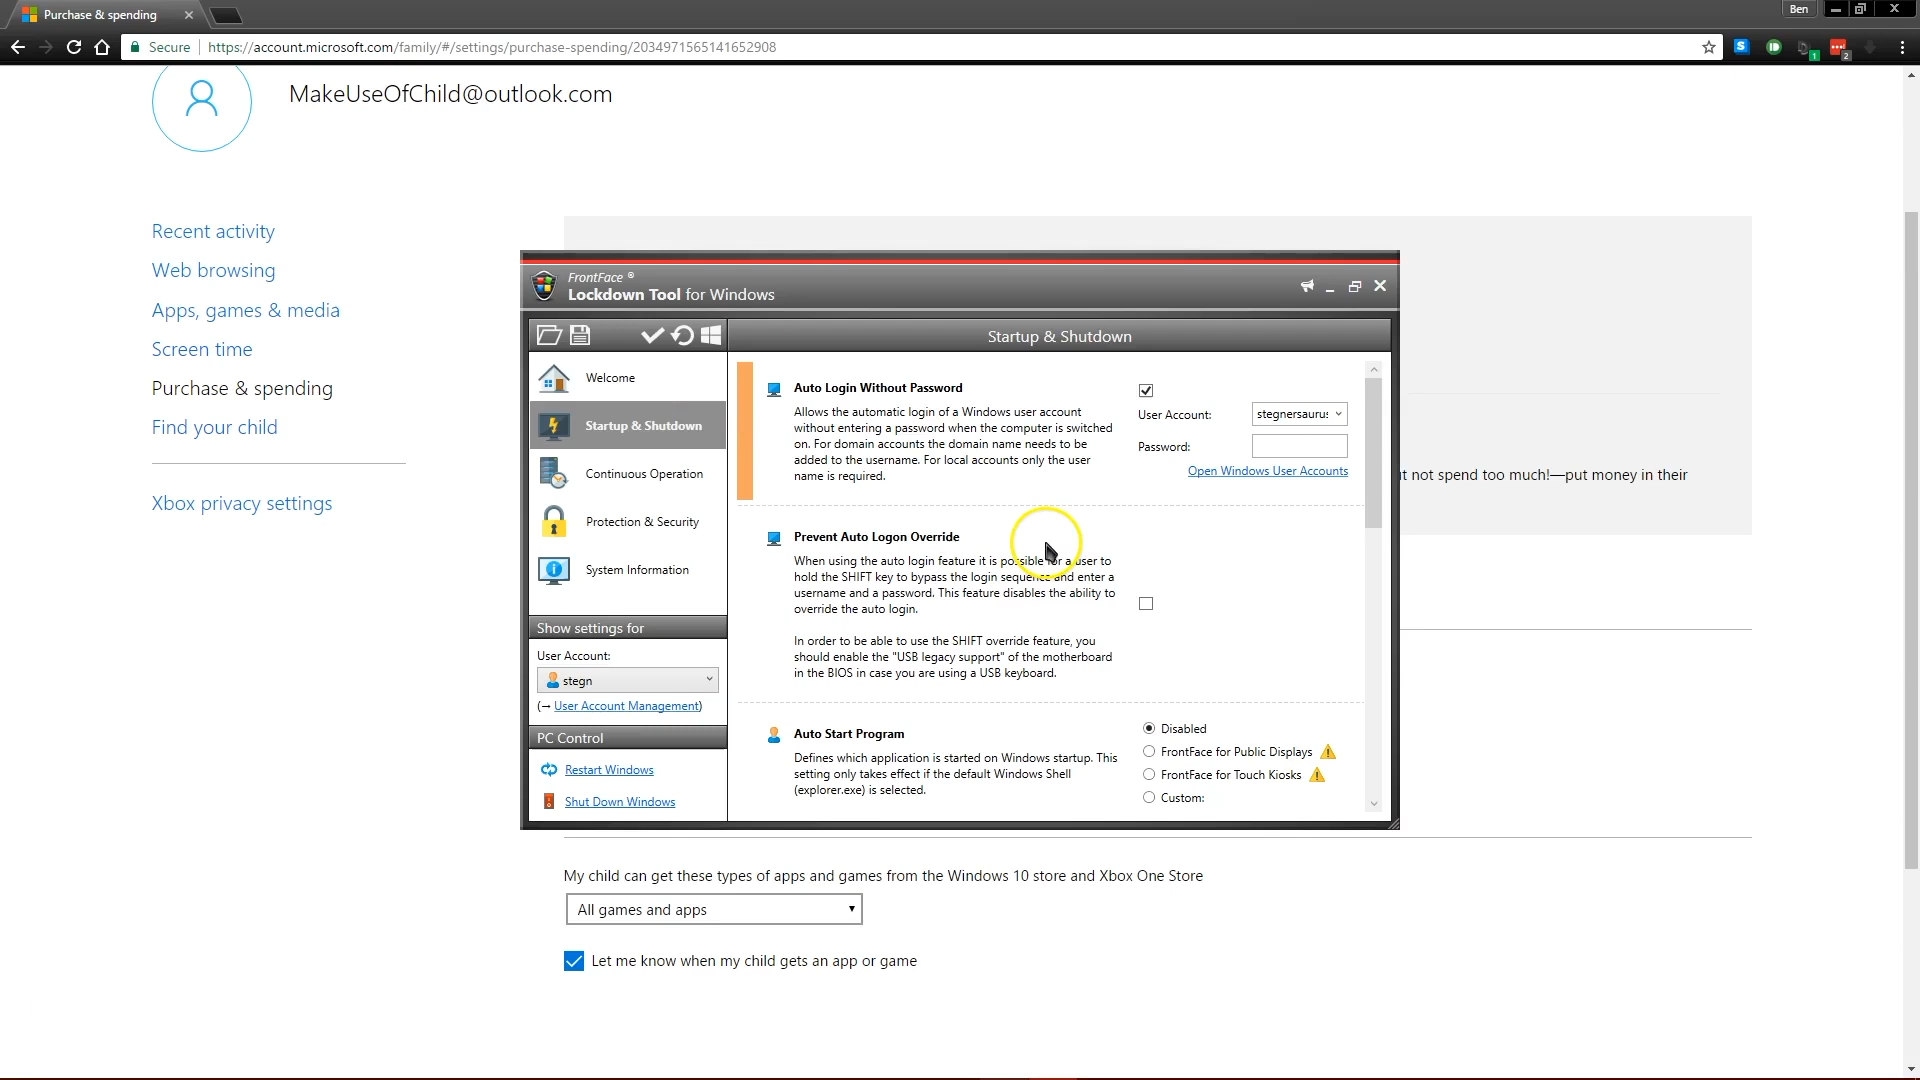 Purchase & spending
Ben
Secure
https://account.microsoft.com/family/#/settings/purchase-spending/2034971565141652908
S
1
2
MakeUseOfChild@outlook.com
Recent activity
Web browsing
Apps, games & media
Screen time
Purchase & spending
Find your child
Xbox privacy settings
FrontFace ®
Lockdown Tool for Windows
Startup & Shutdown
Welcome
Startup & Shutdown
Continuous Operation
Protection & Security
System Information
Show settings for
User Account:
stegn
(→ User Account Management)
PC Control
Restart Windows
Shut Down Windows
Auto Login Without Password
Allows the automatic login of a Windows user account
without entering a password when the computer is switched
on. For domain accounts the domain name needs to be
added to the username. For local accounts only the user
name is required.
User Account:
stegnersauru
Password:
Open Windows User Accounts
Prevent Auto Logon Override
When using the auto login feature it is possible for a user to
hold the SHIFT key to bypass the login sequence and enter a
username and a password. This feature disables the ability to
override the auto login.
In order to be able to use the SHIFT override feature, you
should enable the "USB legacy support" of the motherboard
in the BIOS in case you are using a USB keyboard.
Auto Start Program
Defines which application is started on Windows startup. This
setting only takes effect if the default Windows Shell
(explorer.exe) is selected.
Disabled
FrontFace for Public Displays
FrontFace for Touch Kiosks
Custom:
not spend too much!—put money in their
My child can get these types of apps and games from the Windows 10 store and Xbox One Store
All games and apps
Let me know when my child gets an app or game